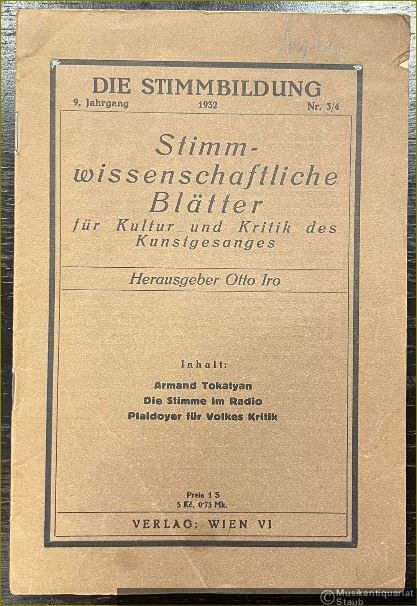 DIE STIMMBILDUNG
9. Jahrgang 1932 Nr. 3/4
Stimm-
wissenschaftliche
Blätter
für Kultur und Kritik des
Kunstgesanges
Herausgeber Otto Iro
Inhalt:
Armand Tokatyan
Die Stimme im Radio
Plaidoyer für Volkes Kritik
Preis 1 S
5 Kč. 0·75 Mk.
VERLAG: WIEN VI
©Musikantiquariat
Staub